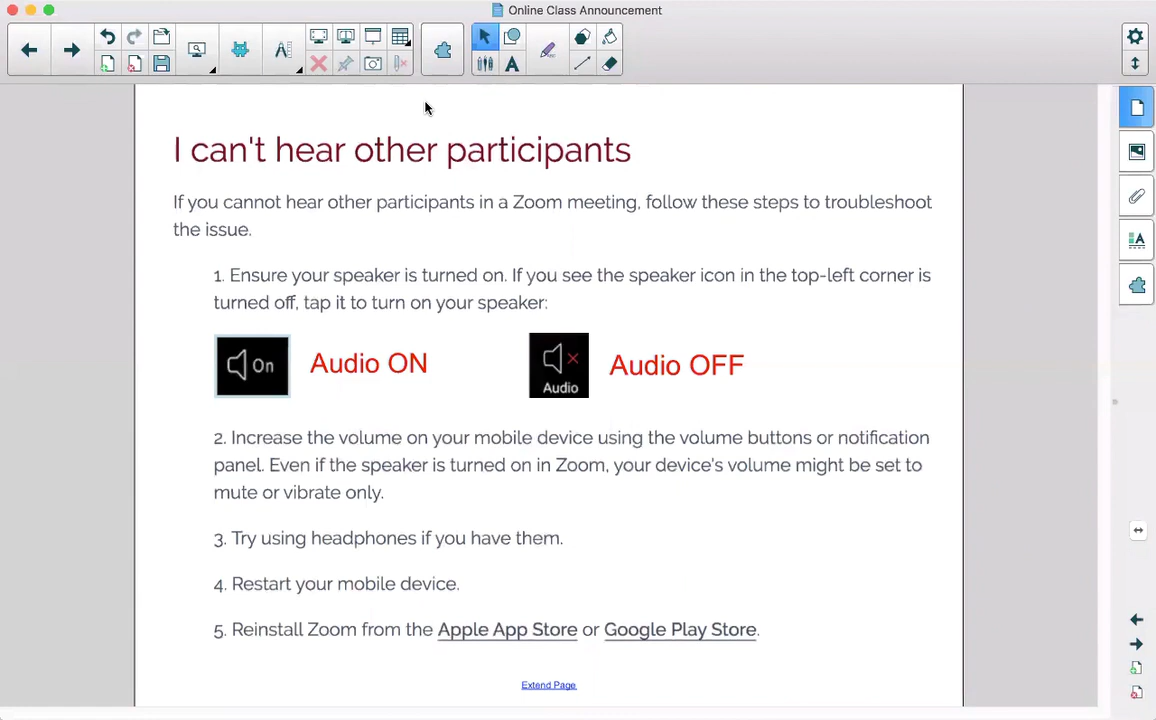 Online Class Announcement
I can't hear other participants
If you cannot hear other participants in a Zoom meeting, follow these steps to troubleshoot
the issue.
1. Ensure your speaker is turned on. If you see the speaker icon in the top-left corner is
turned off, tap it to turn on your speaker:
On Audio ON Audio Audio OFF
2. Increase the volume on your mobile device using the volume buttons or notification
panel. Even if the speaker is turned on in Zoom, your device's volume might be set to
mute or vibrate only.
3. Try using headphones if you have them.
4. Restart your mobile device.
5. Reinstall Zoom from the Apple App Store or Google Play Store.
Extend Page